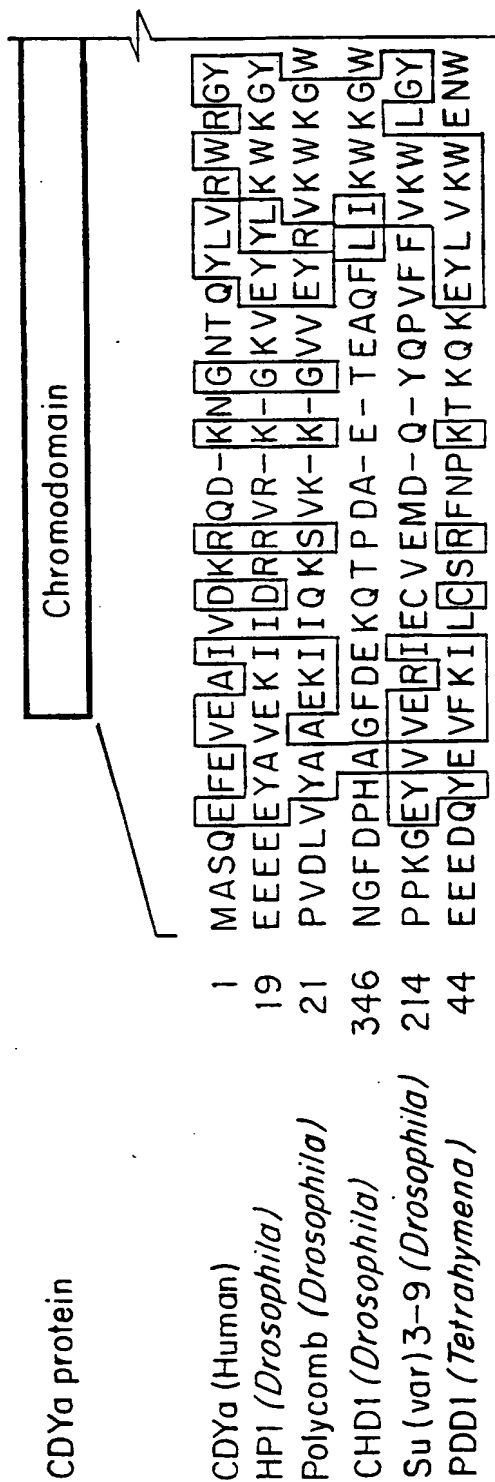 CDYa protein
Chromodomain
CDYa (Human) 1 MASQEFEVEAIVDKRQD-KNGNTQYLVRWRGY
HP1 (Drosophila) 19 EEEEEYAVEKIIDRRVR-K-GKVEYYLKWKGY
Polycomb (Drosophila) 21 PVDLVYAAEKIIQKSVK-K-GVVEYRVKWKGW
CHD1 (Drosophila) 346 NGFDPHAGFDEKQTPDA-E-TEAQFLIKWKGW
Su(var)3-9 (Drosophila) 214 PPKGEYVVERIECVEMD-Q-YQPVFFVKWLGY
PDD1 (Tetrahymena) 44 EEEDQYEVFKILCSRFNPKTKQKEYLVKWENW